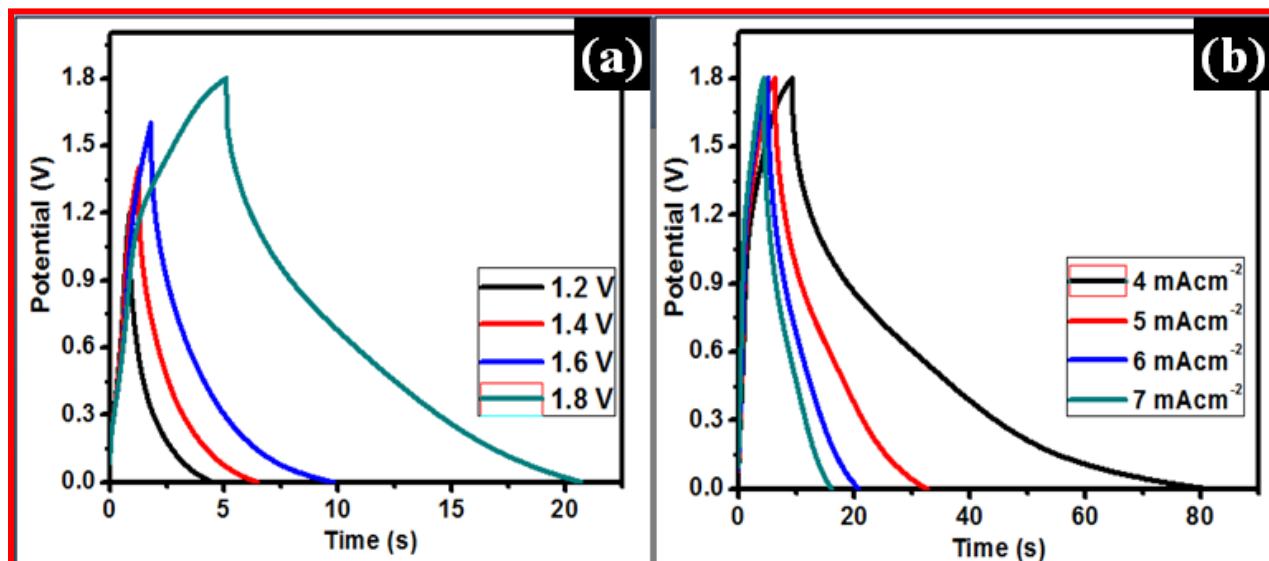 (a)
1.8
1.5
1.2
0.9
0.6
0.3
0.0
Potential (V)
1.2 V
1.4 V
1.6 V
1.8 V
0 5 10 15 20
Time (s)
(b)
1.8
1.5
1.2
0.9
0.6
0.3
0.0
Potential (V)
4 mAcm⁻²
5 mAcm⁻²
6 mAcm⁻²
7 mAcm⁻²
0 20 40 60 80
Time (s)